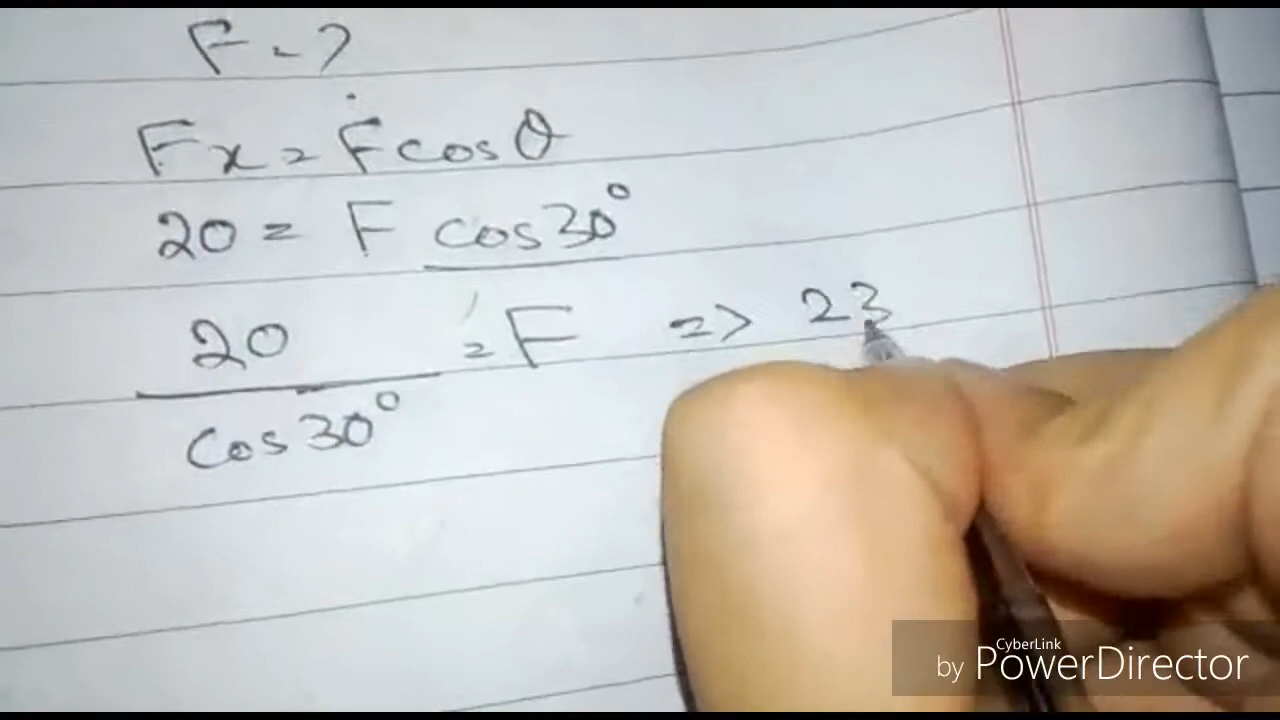 F = ?
Fx = F cos θ
20 = F cos 30°
20 / cos 30° = F => 23
CyberLink
by PowerDirector